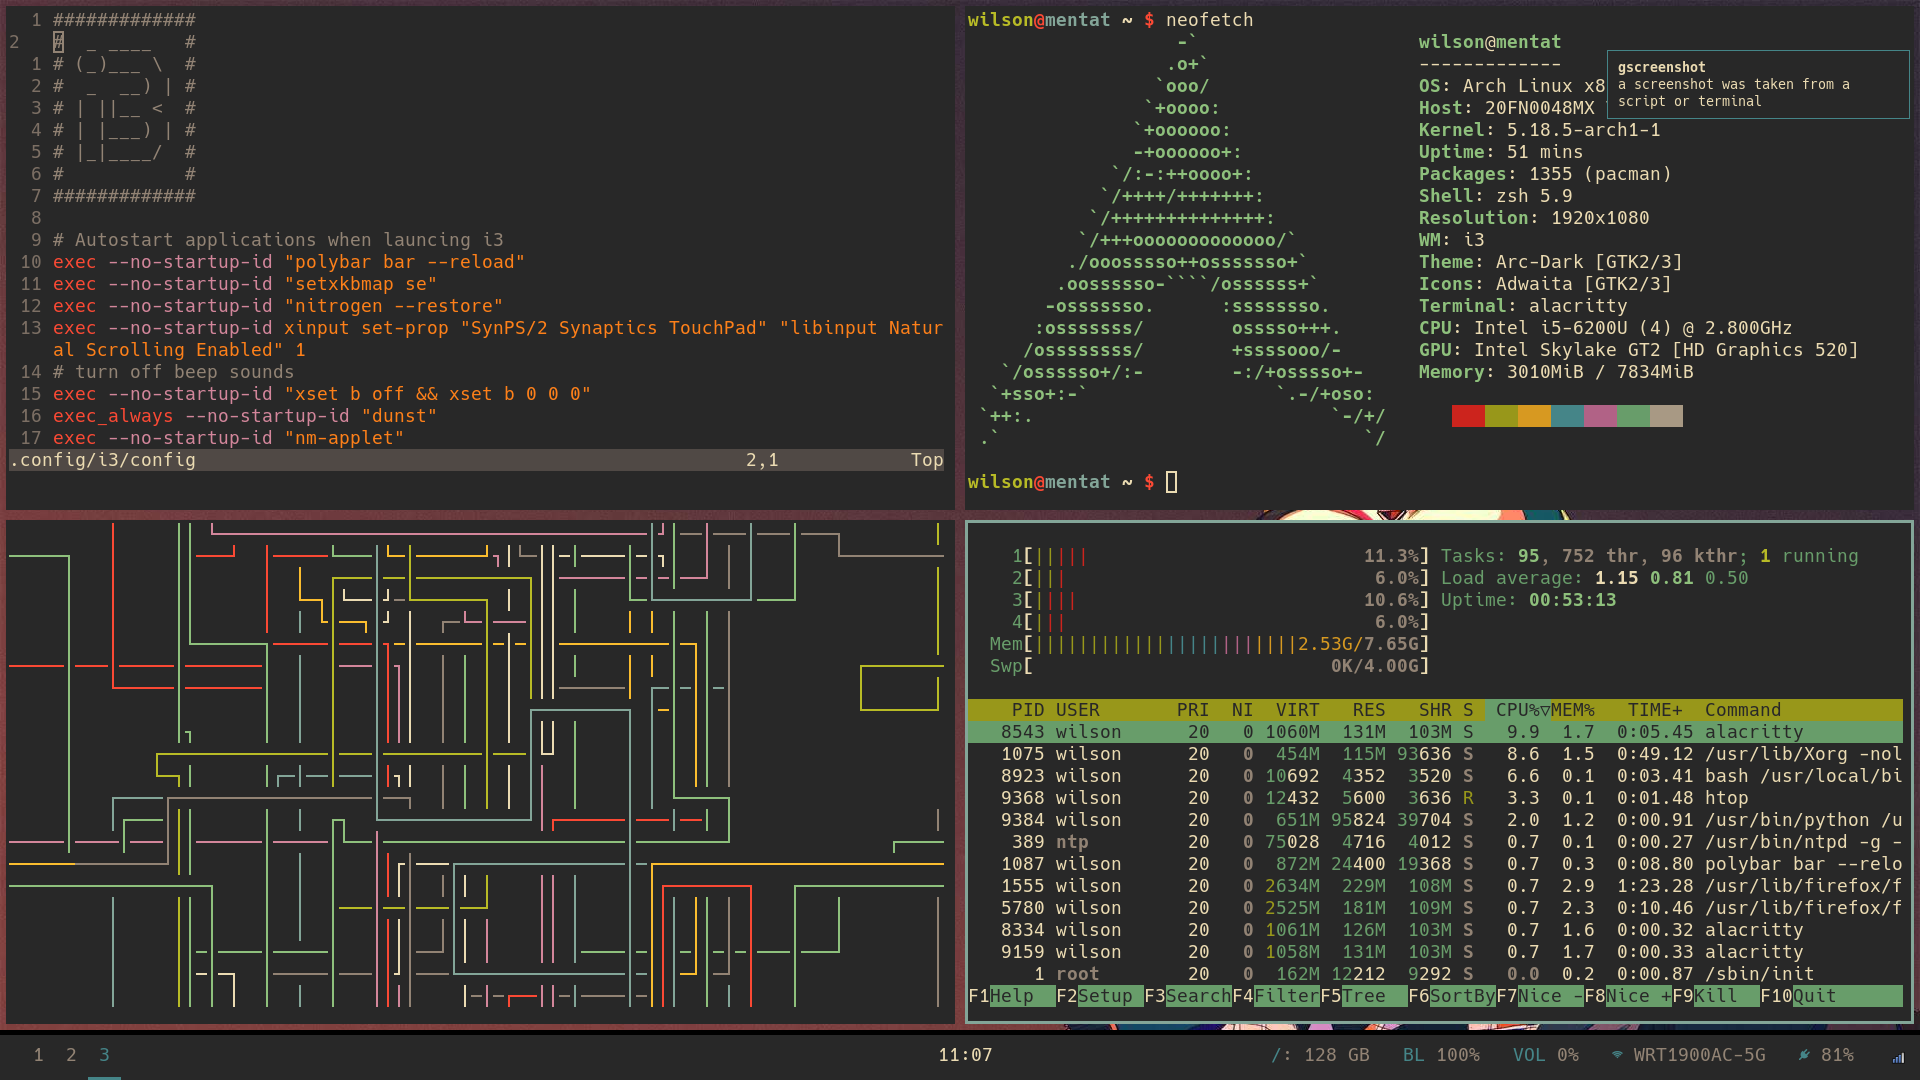 1 #############
2 #  _ ____   #
1 # (_)___ \  #
2 #  _  __) | #
3 # | ||__ <  #
4 # | |___) | #
5 # |_|____/  #
6 #           #
7 #############
8
9 # Autostart applications when launcing i3
10 exec --no-startup-id "polybar bar --reload"
11 exec --no-startup-id "setxkbmap se"
12 exec --no-startup-id "nitrogen --restore"
13 exec --no-startup-id xinput set-prop "SynPS/2 Synaptics TouchPad" "libinput Natur
al Scrolling Enabled" 1
14 # turn off beep sounds
15 exec --no-startup-id "xset b off && xset b 0 0 0"
16 exec_always --no-startup-id "dunst"
17 exec --no-startup-id "nm-applet"
.config/i3/config 2,1 Top
wilson@mentat ~ $ neofetch
-`
.o+`
`ooo/
`+oooo:
`+oooooo:
-+oooooo+:
`/:-:++oooo+:
`/++++/+++++++:
`/++++++++++++++:
`/+++ooooooooooooo/`
./ooosssso++osssssso+`
.oossssso-````/ossssss+`
-osssssso.      :ssssssso.
:osssssss/        osssso+++.
/ossssssss/        +ssssooo/-
`/ossssso+/:-        -:/+osssso+-
`+sso+:-`                 `.-/+oso:
`++:.                           `-/+/
.`                                 `/
wilson@mentat
-------------
OS: Arch Linux x8
Host: 20FN0048MX
Kernel: 5.18.5-arch1-1
Uptime: 51 mins
Packages: 1355 (pacman)
Shell: zsh 5.9
Resolution: 1920x1080
WM: i3
Theme: Arc-Dark [GTK2/3]
Icons: Adwaita [GTK2/3]
Terminal: alacritty
CPU: Intel i5-6200U (4) @ 2.800GHz
GPU: Intel Skylake GT2 [HD Graphics 520]
Memory: 3010MiB / 7834MiB
wilson@mentat ~ $
gscreenshot
a screenshot was taken from a
script or terminal
1[||||| 11.3%] Tasks: 95, 752 thr, 96 kthr; 1 running
2[||| 6.0%] Load average: 1.15 0.81 0.50
3[|||| 10.6%] Uptime: 00:53:13
4[||| 6.0%]
Mem[||||||||||||||||||||||||2.53G/7.65G]
Swp[ 0K/4.00G]
PID USER PRI NI VIRT RES SHR S CPU%▽MEM% TIME+ Command
8543 wilson 20 0 1060M 131M 103M S 9.9 1.7 0:05.45 alacritty
1075 wilson 20 0 454M 115M 93636 S 8.6 1.5 0:49.12 /usr/lib/Xorg -nol
8923 wilson 20 0 10692 4352 3520 S 6.6 0.1 0:03.41 bash /usr/local/bi
9368 wilson 20 0 12432 5600 3636 R 3.3 0.1 0:01.48 htop
9384 wilson 20 0 651M 95824 39704 S 2.0 1.2 0:00.91 /usr/bin/python /u
389 ntp 20 0 75028 4716 4012 S 0.7 0.1 0:00.27 /usr/bin/ntpd -g -
1087 wilson 20 0 872M 24400 19368 S 0.7 0.3 0:08.80 polybar bar --relo
1555 wilson 20 0 2634M 229M 108M S 0.7 2.9 1:23.28 /usr/lib/firefox/f
5780 wilson 20 0 2525M 181M 109M S 0.7 2.3 0:10.46 /usr/lib/firefox/f
8334 wilson 20 0 1061M 126M 103M S 0.7 1.6 0:00.32 alacritty
9159 wilson 20 0 1058M 131M 103M S 0.7 1.7 0:00.33 alacritty
1 root 20 0 162M 12212 9292 S 0.0 0.2 0:00.87 /sbin/init
F1Help F2Setup F3SearchF4FilterF5Tree F6SortByF7Nice -F8Nice +F9Kill F10Quit
1 2 3 11:07 /: 128 GB BL 100% VOL 0% WRT1900AC-5G 81%